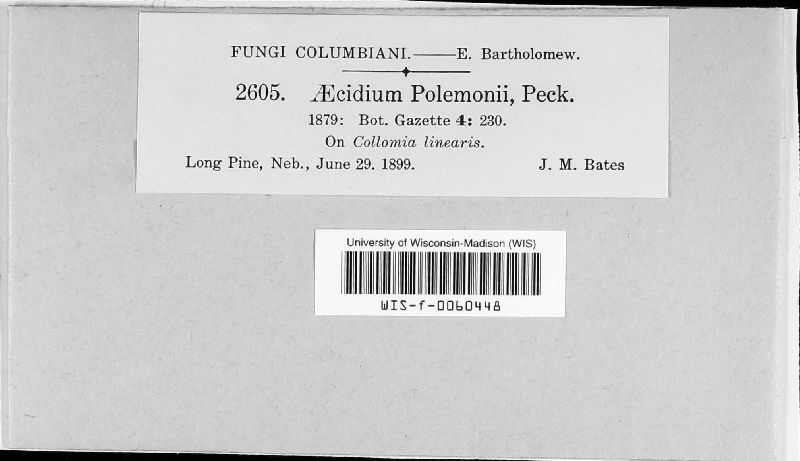 FUNGI COLUMBIANI.——E. Bartholomew.
2605. Æcidium Polemonii, Peck.
1879: Bot. Gazette 4: 230.
On Collomia linearis.
Long Pine, Neb., June 29. 1899. J. M. Bates
University of Wisconsin-Madison (WIS)
WIS-f-0060448